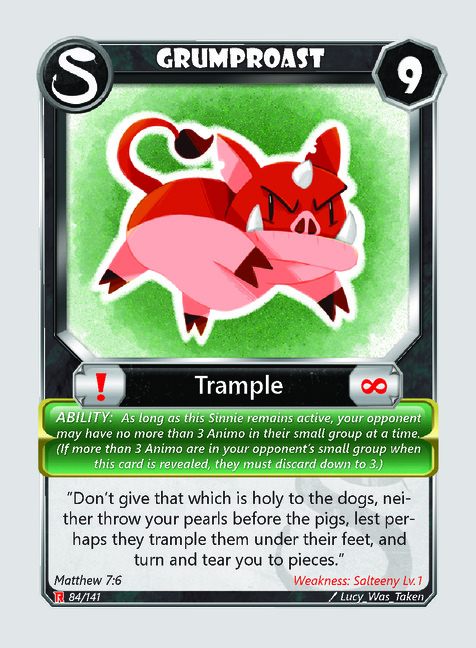 S GRUMPROAST 9
! Trample ∞
ABILITY: As long as this Sinnie remains active, your opponent
may have no more than 3 Animo in their small group at a time.
(If more than 3 Animo are in your opponent's small group when
this card is revealed, they must discard down to 3.)
"Don't give that which is holy to the dogs, nei-
ther throw your pearls before the pigs, lest per-
haps they trample them under their feet, and
turn and tear you to pieces."
Matthew 7:6 Weakness: Salteeny Lv.1
R 84/141 / Lucy_Was_Taken